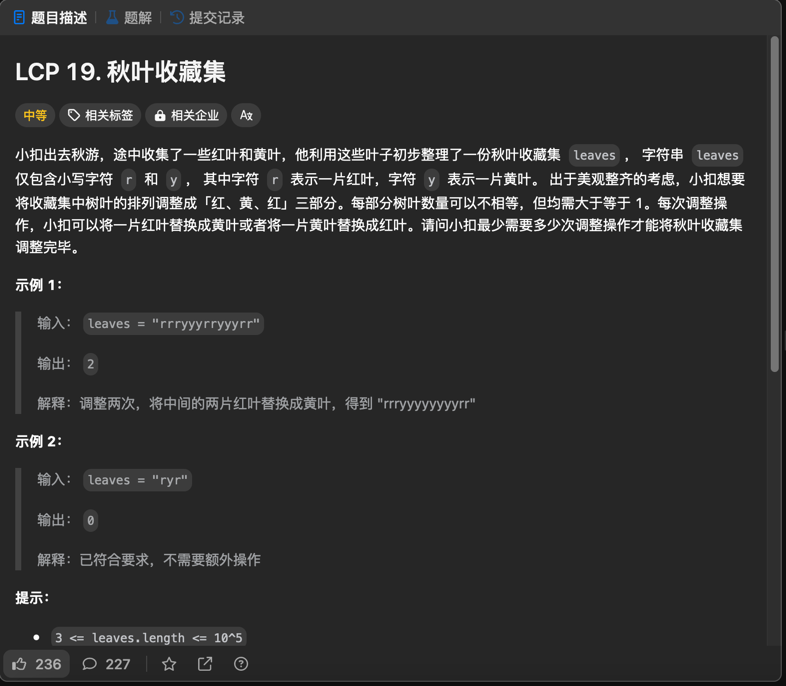 题目描述 题解 提交记录
LCP 19. 秋叶收藏集
中等 相关标签 相关企业 Ax
小扣出去秋游，途中收集了一些红叶和黄叶，他利用这些叶子初步整理了一份秋叶收藏集 leaves ， 字符串 leaves
仅包含小写字符 r 和 y ， 其中字符 r 表示一片红叶，字符 y 表示一片黄叶。 出于美观整齐的考虑，小扣想要
将收藏集中树叶的排列调整成「红、黄、红」三部分。每部分树叶数量可以不相等，但均需大于等于 1。每次调整操
作，小扣可以将一片红叶替换成黄叶或者将一片黄叶替换成红叶。请问小扣最少需要多少次调整操作才能将秋叶收藏集
调整完毕。
示例 1：
输入： leaves = "rrryyyrryyyrr"
输出： 2
解释：调整两次，将中间的两片红叶替换成黄叶，得到 "rrryyyyyyyyrr"
示例 2：
输入： leaves = "ryr"
输出： 0
解释：已符合要求，不需要额外操作
提示：
• 3 <= leaves.length <= 10^5
236 227